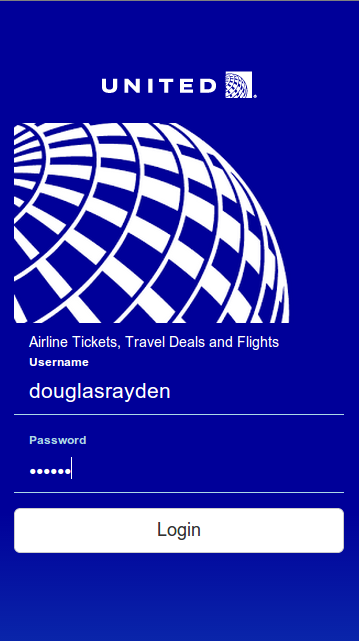 UNITED
Airline Tickets, Travel Deals and Flights
Username
douglasrayden
Password
••••••
Login